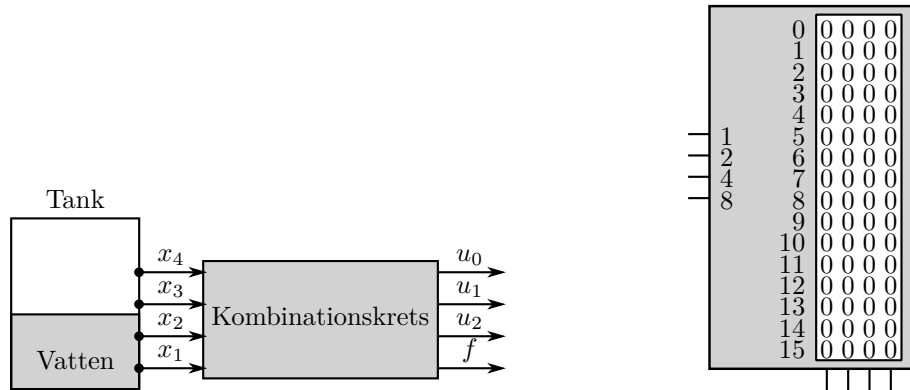 Tank
Vatten
x4
x3
x2
x1
Kombinationskrets
u0
u1
u2
f
1
2
4
8
0 0 0 0 0
1 0 0 0 0
2 0 0 0 0
3 0 0 0 0
4 0 0 0 0
5 0 0 0 0
6 0 0 0 0
7 0 0 0 0
8 0 0 0 0
9 0 0 0 0
10 0 0 0 0
11 0 0 0 0
12 0 0 0 0
13 0 0 0 0
14 0 0 0 0
15 0 0 0 0